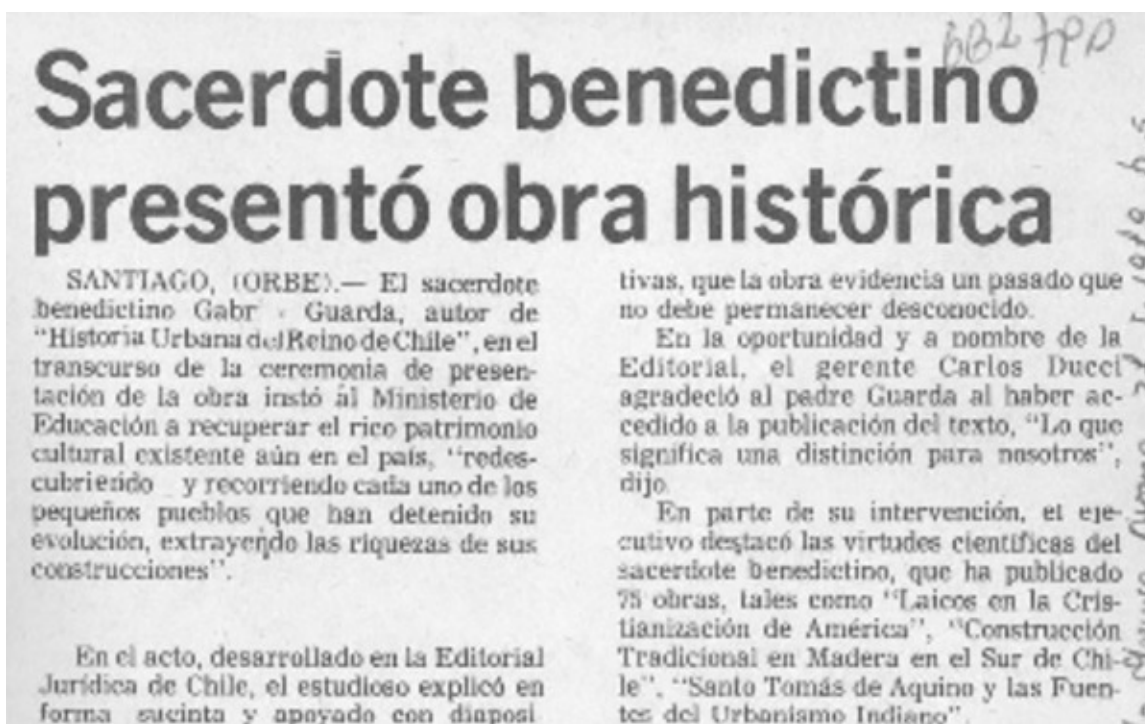 Sacerdote benedictino
presentó obra histórica
SANTIAGO, (ORBE).— El sacerdote
benedictino Gabr Guarda, autor de
"Historia Urbana del Reino de Chile", en el
transcurso de la ceremonia de presen-
tación de la obra instó al Ministerio de
Educación a recuperar el rico patrimonio
cultural existente aún en el país, "redes-
cubriendo y recorriendo cada uno de los
pequeños pueblos que han detenido su
evolución, extrayendo las riquezas de sus
construcciones".
En el acto, desarrollado en la Editorial
Jurídica de Chile, el estudioso explicó en
forma sucinta y apoyado con diaposi-
tivas, que la obra evidencia un pasado que
no debe permanecer desconocido.
En la oportunidad y a nombre de la
Editorial, el gerente Carlos Ducci
agradeció al padre Guarda al haber ac-
cedido a la publicación del texto, "Lo que
significa una distinción para nosotros",
dijo.
En parte de su intervención, el eje-
cutivo destacó las virtudes científicas del
sacerdote benedictino, que ha publicado
75 obras, tales como "Laicos en la Cris-
tianización de América", "Construcción
Tradicional en Madera en el Sur de Chi-
le", "Santo Tomás de Aquino y las Fuen-
tes del Urbanismo Indiano".